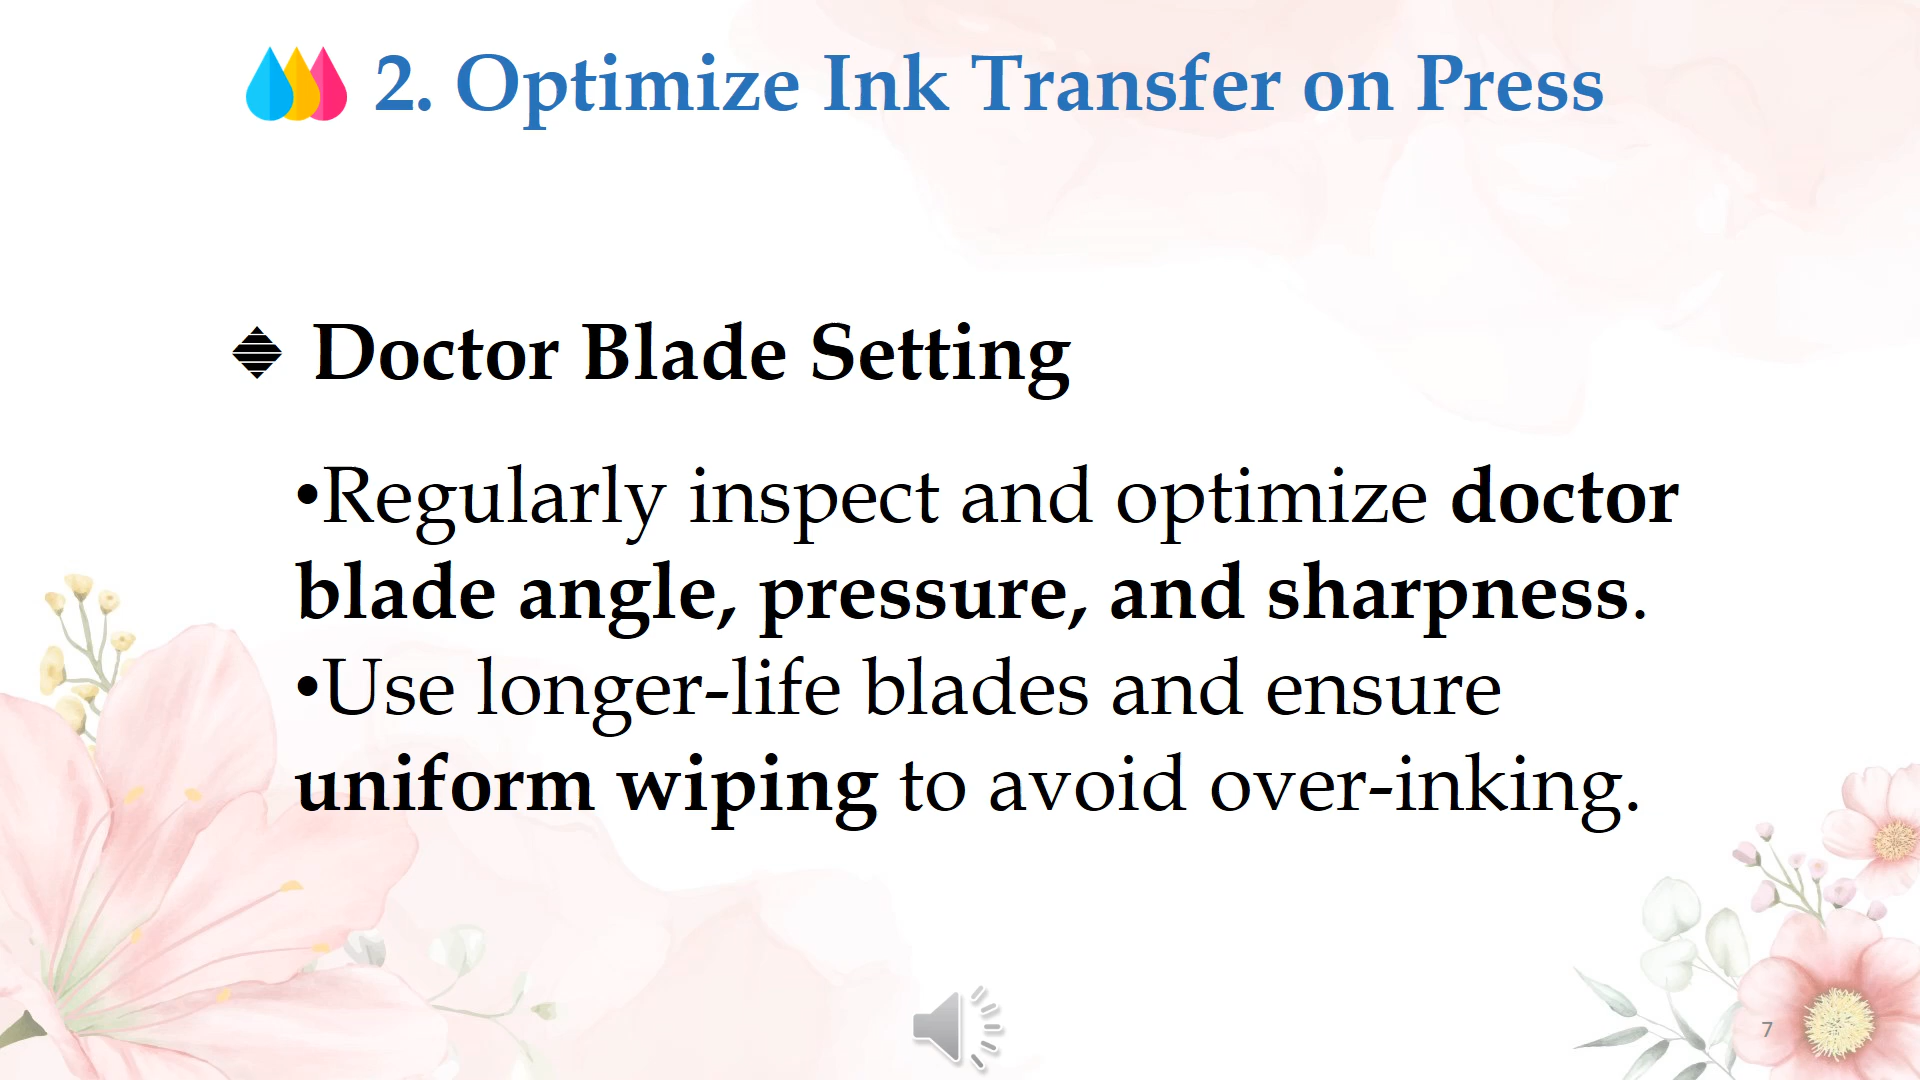 2. Optimize Ink Transfer on Press
Doctor Blade Setting
•Regularly inspect and optimize doctor
blade angle, pressure, and sharpness.
•Use longer-life blades and ensure
uniform wiping to avoid over-inking.
7